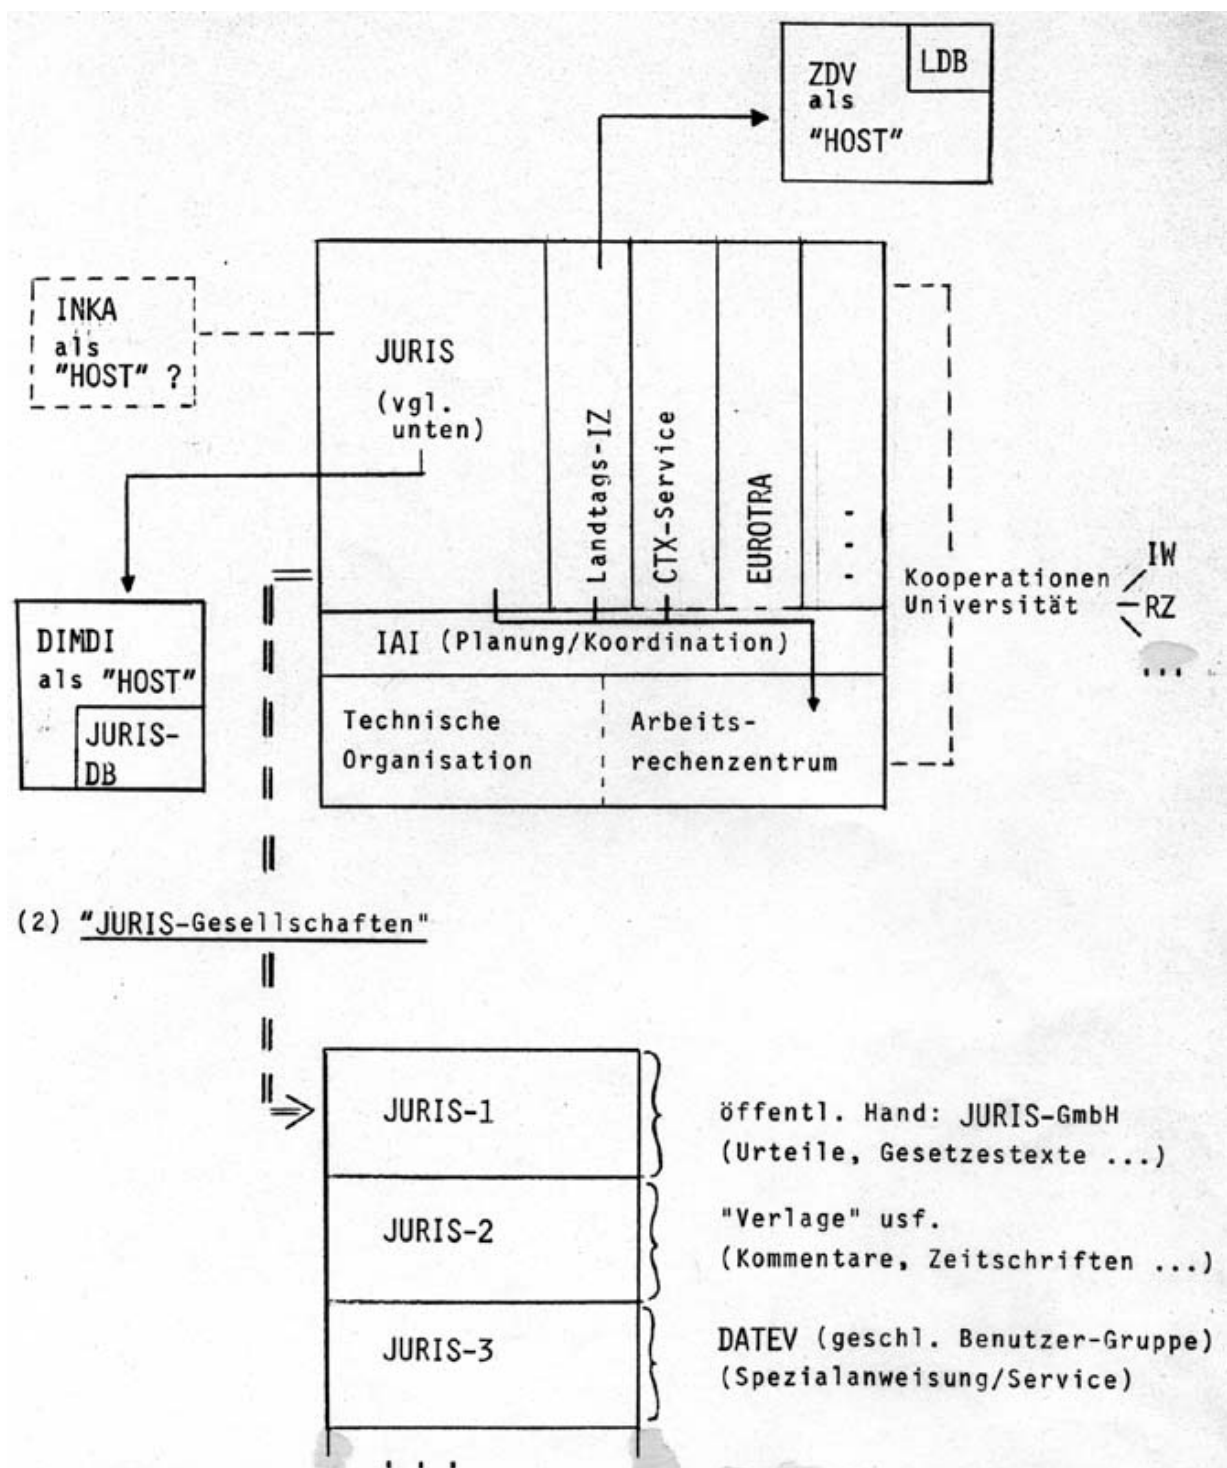 ZDV
als
"HOST"
LDB
INKA
als
"HOST" ?
JURIS
(vgl.
unten)
Landtags-IZ
CTX-Service
EUROTRA
...
Kooperationen
Universität
IW
RZ
...
DIMDI
als "HOST"
JURIS-
DB
IAI (Planung/Koordination)
Technische
Organisation
Arbeits-
rechenzentrum
(2) "JURIS-Gesellschaften"
JURIS-1
öffentl. Hand: JURIS-GmbH
(Urteile, Gesetzestexte ...)
JURIS-2
"Verlage" usf.
(Kommentare, Zeitschriften ...)
JURIS-3
DATEV (geschl. Benutzer-Gruppe)
(Spezialanweisung/Service)
...